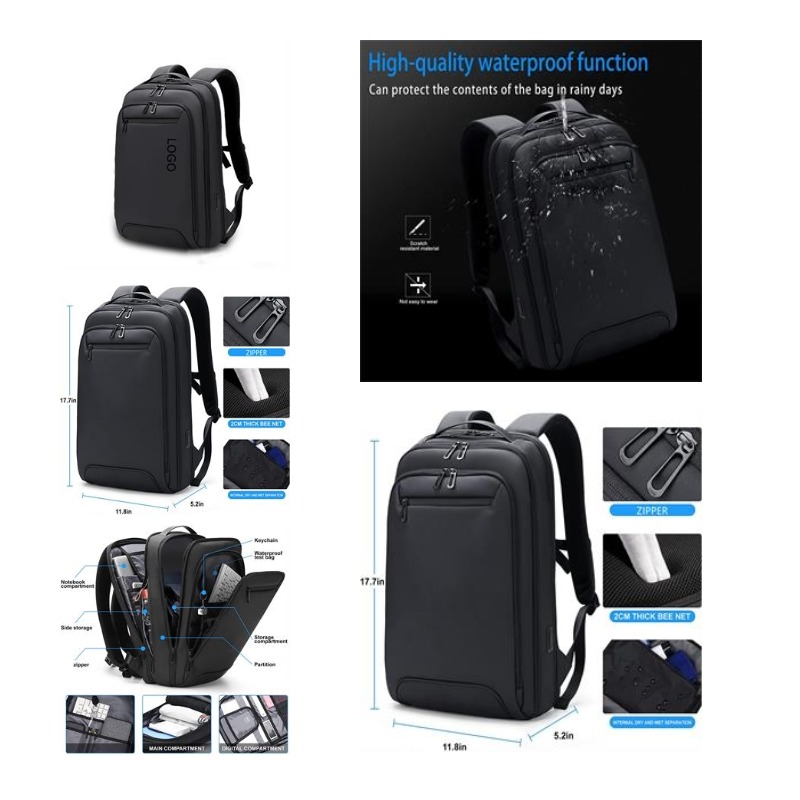 LOGO
High-quality waterproof function
Can protect the contents of the bag in rainy days
Scratch
resistant material
Not easy to wear
17.7in
11.8in
5.2in
ZIPPER
2CM THICK BEE NET
INTERNAL DRY AND WET SEPARATION
Notebook
compartment
Side storage
zipper
Keychain
Waterproof
test bag
Storage
compartment
Partition
MAIN COMPARTMENT
DIGITAL COMPARTMENT
17.7in
11.8in
5.2in
ZIPPER
2CM THICK BEE NET
INTERNAL DRY AND WET SEPARATION